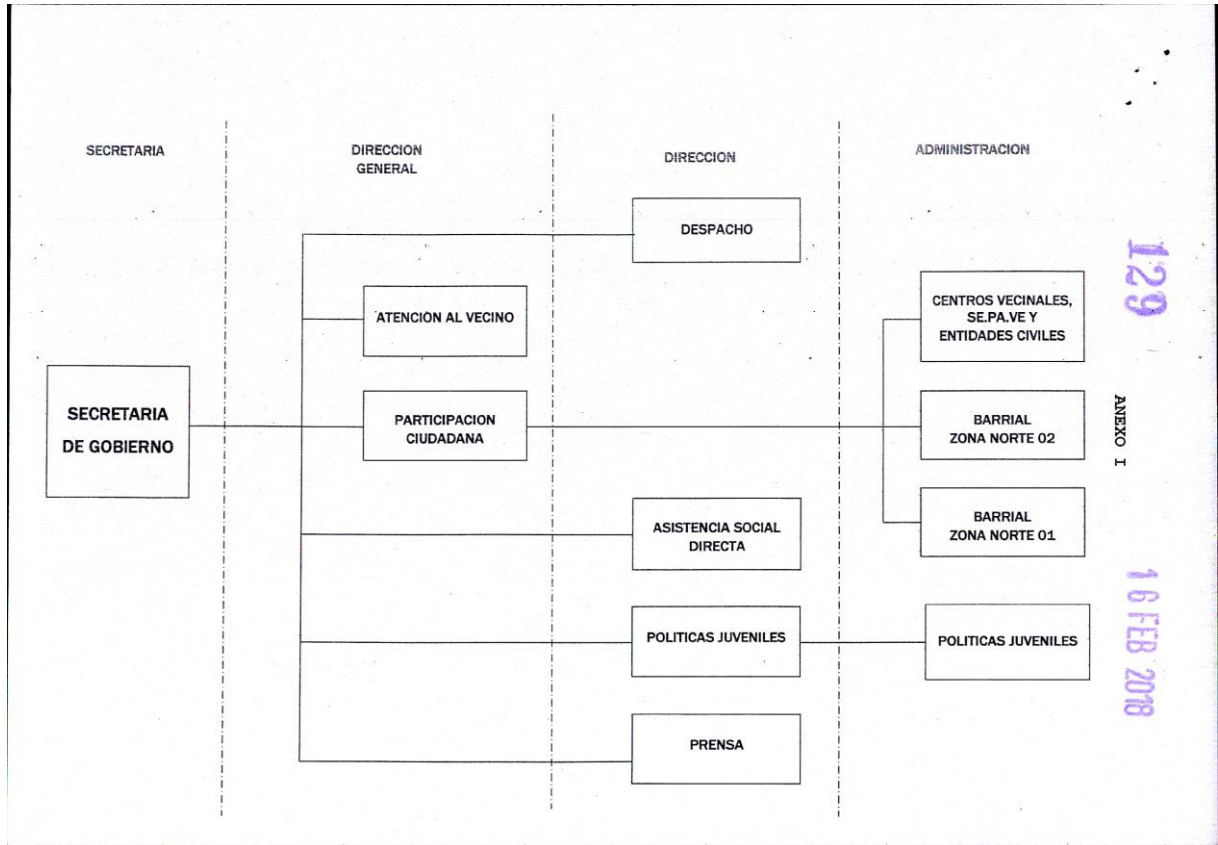 SECRETARIA
DIRECCION
GENERAL
DIRECCION
ADMINISTRACION
DESPACHO
ATENCION AL VECINO
CENTROS VECINALES,
SE.PA.VE Y
ENTIDADES CIVILES
SECRETARIA
DE GOBIERNO
PARTICIPACION
CIUDADANA
BARRIAL
ZONA NORTE 02
ASISTENCIA SOCIAL
DIRECTA
BARRIAL
ZONA NORTE 01
POLITICAS JUVENILES
POLITICAS JUVENILES
PRENSA
129
ANEXO I
16 FEB 2018